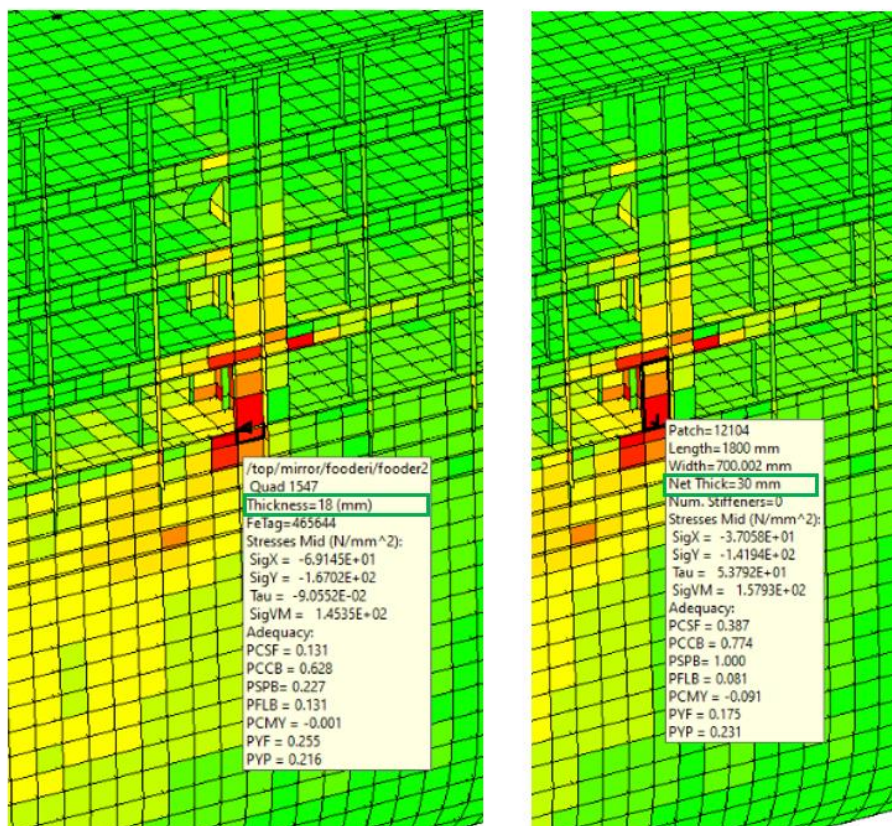 /top/mirror/fooderi/fooder2
Quad 1547
Thickness=18 (mm)
FeTag=465644
Stresses Mid (N/mm^2):
SigX = -6.9145E+01
SigY = -1.6702E+02
Tau = -9.0552E-02
SigVM = 1.4535E+02
Adequacy:
PCSF = 0.131
PCCB = 0.628
PSPB= 0.227
PFLB = 0.131
PCMY = -0.001
PYF = 0.255
PYP = 0.216
Patch=12104
Length=1800 mm
Width=700.002 mm
Net Thick=30 mm
Num. Stiffeners=0
Stresses Mid (N/mm^2):
SigX = -3.7058E+01
SigY = -1.4194E+02
Tau = 5.3792E+01
SigVM = 1.5793E+02
Adequacy:
PCSF = 0.387
PCCB = 0.774
PSPB= 1.000
PFLB = 0.081
PCMY = -0.091
PYF = 0.175
PYP = 0.231